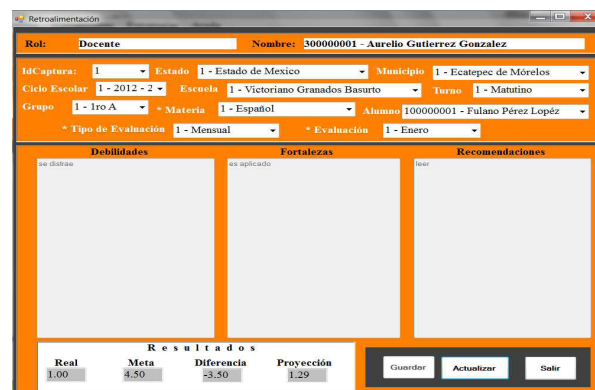 Retroalimentación
Rol: Docente Nombre: 300000001 - Aurelio Gutierrez Gonzalez
IdCaptura: 1 Estado 1 - Estado de Mexico Municipio 1 - Ecatepec de Mórelos
Ciclo Escolar 1 - 2012 - 2 Escuela 1 - Victoriano Granados Basurto Turno 1 - Matutino
Grupo 1 - 1ro A * Materia 1 - Español Alumno 100000001 - Fulano Pérez Lopéz
* Tipo de Evaluación 1 - Mensual * Evaluación 1 - Enero
Debilidades Fortalezas Recomendaciones
se distrae es aplicado leer
Resultados
Real Meta Diferencia Proyección
1.00 4.50 -3.50 1.29
Guardar Actualizar Salir